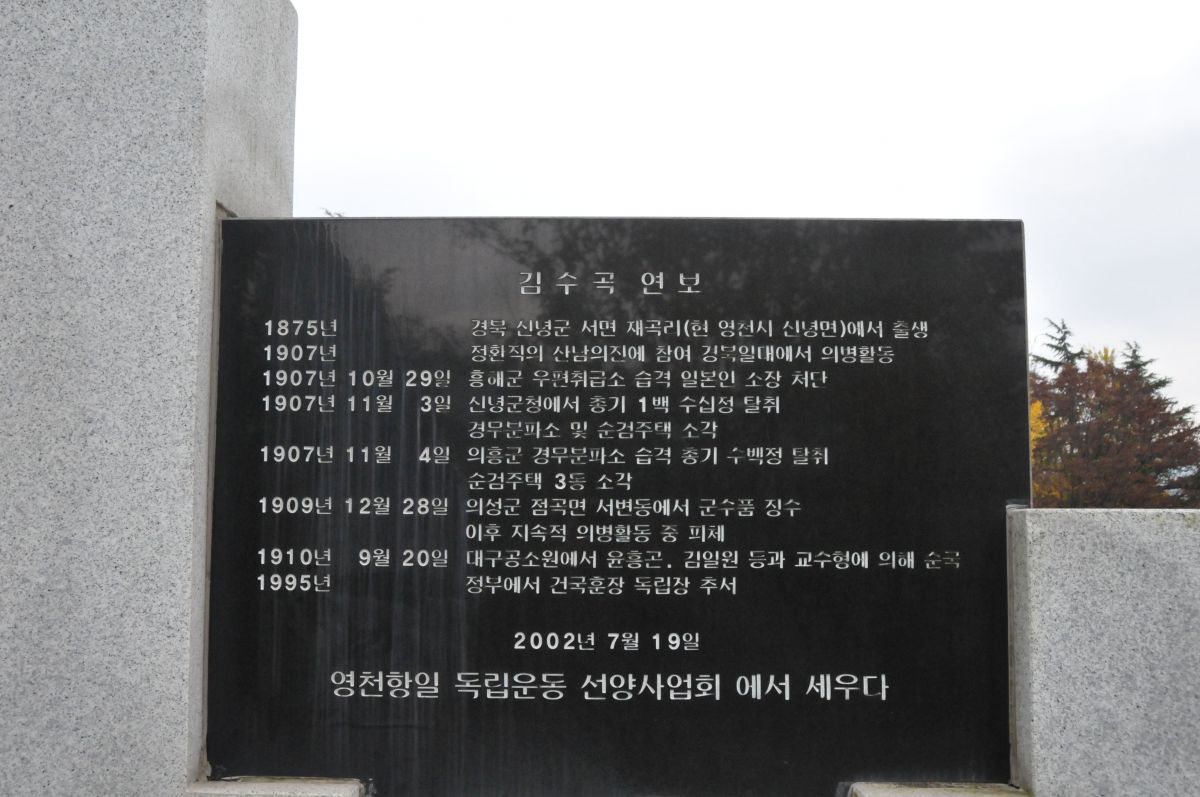 김수곡 연보
1875년 경북 신녕군 서면 재곡리(현 영천시 신녕면)에서 출생
1907년 정환직의 산남의진에 참여 경북일대에서 의병활동
1907년 10월 29일 흥해군 우편취급소 습격 일본인 소장 처단
1907년 11월 3일 신녕군청에서 총기 1백 수십정 탈취
경무분파소 및 순검주택 소각
1907년 11월 4일 의흥군 경무분파소 습격 총기 수백정 탈취
순검주택 3동 소각
1909년 12월 28일 의성군 점곡면 서변동에서 군수품 징수
이후 지속적 의병활동 중 피체
1910년 9월 20일 대구공소원에서 윤흥곤. 김일원 등과 교수형에 의해 순국
1995년 정부에서 건국훈장 독립장 추서
2002년 7월 19일
영천항일 독립운동 선양사업회 에서 세우다